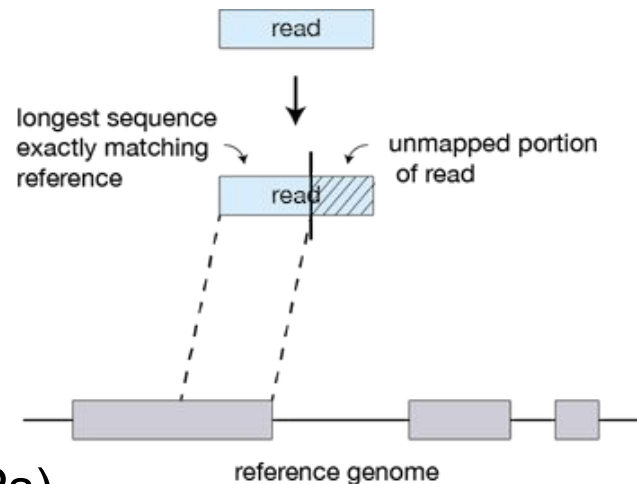 read
longest sequence
exactly matching
reference
unmapped portion
of read
read
reference genome